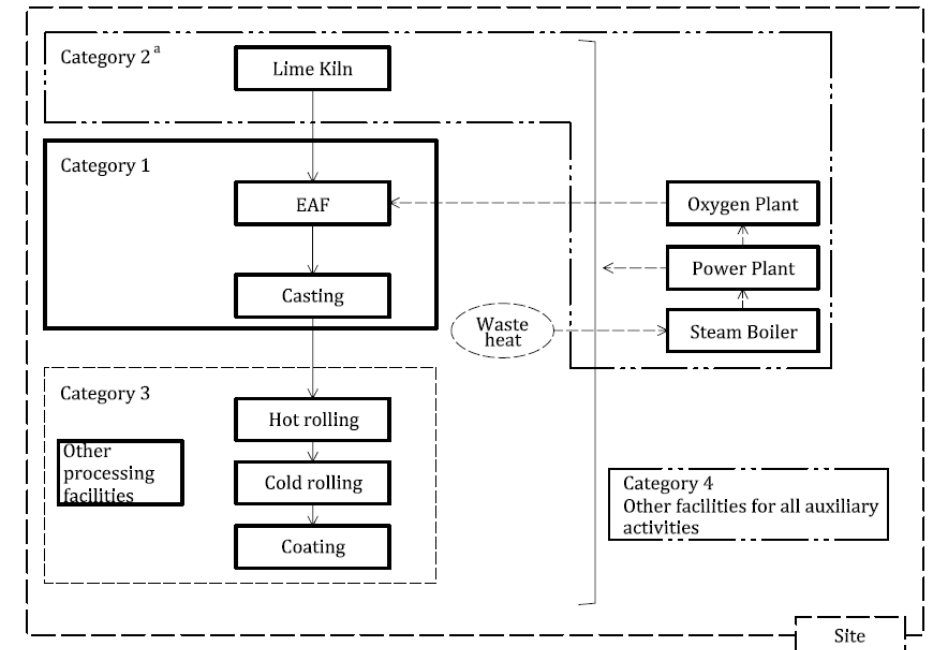 Category 2a
Lime Kiln
Category 1
EAF
Oxygen Plant
Casting
Power Plant
Waste
heat
Steam Boiler
Category 3
Hot rolling
Other
processing
facilities
Cold rolling
Coating
Category 4
Other facilities for all auxiliary
activities
Site